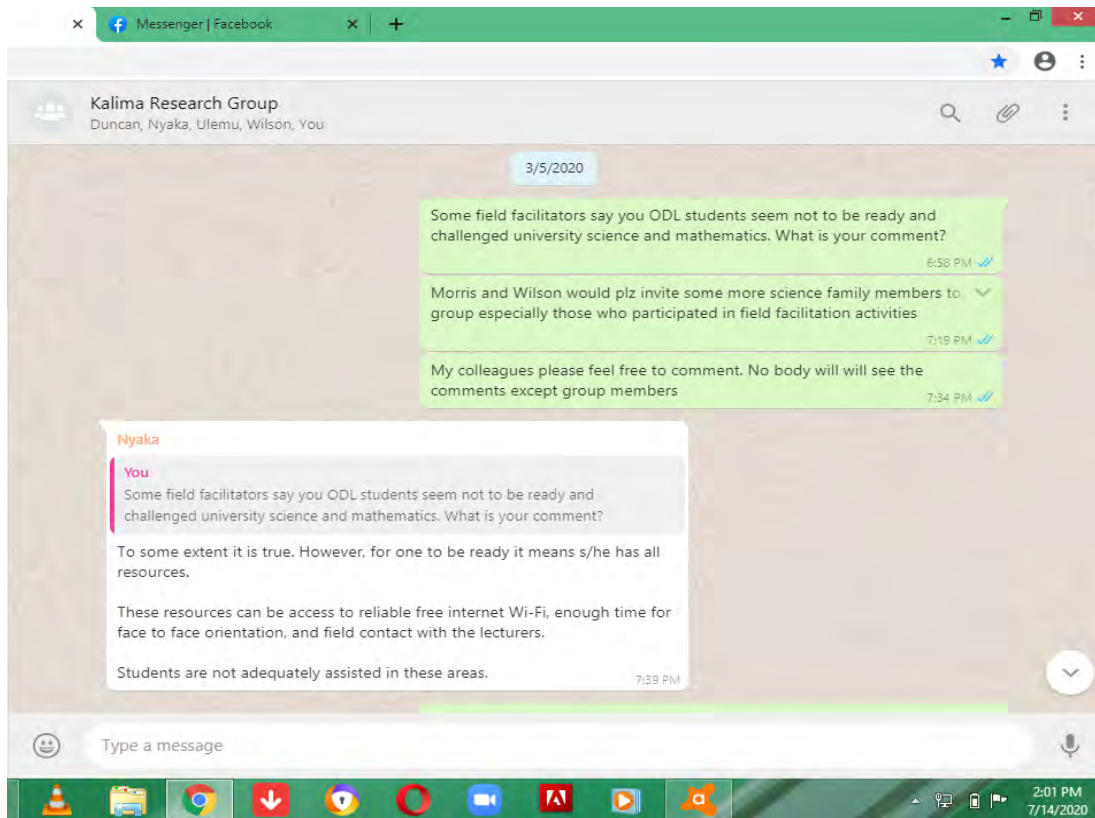 Messenger | Facebook
Kalima Research Group
Duncan, Nyaka, Ulemu, Wilson, You
3/5/2020
Some field facilitators say you ODL students seem not to be ready and
challenged university science and mathematics. What is your comment?
6:58 PM
Morris and Wilson would plz invite some more science family members to
group especially those who participated in field facilitation activities
7:19 PM
My colleagues please feel free to comment. No body will will see the
comments except group members
7:34 PM
Nyaka
You
Some field facilitators say you ODL students seem not to be ready and
challenged university science and mathematics. What is your comment?
To some extent it is true. However, for one to be ready it means s/he has all
resources.
These resources can be access to reliable free internet Wi-Fi, enough time for
face to face orientation, and field contact with the lecturers.
Students are not adequately assisted in these areas.
7:39 PM
Type a message
2:01 PM
7/14/2020